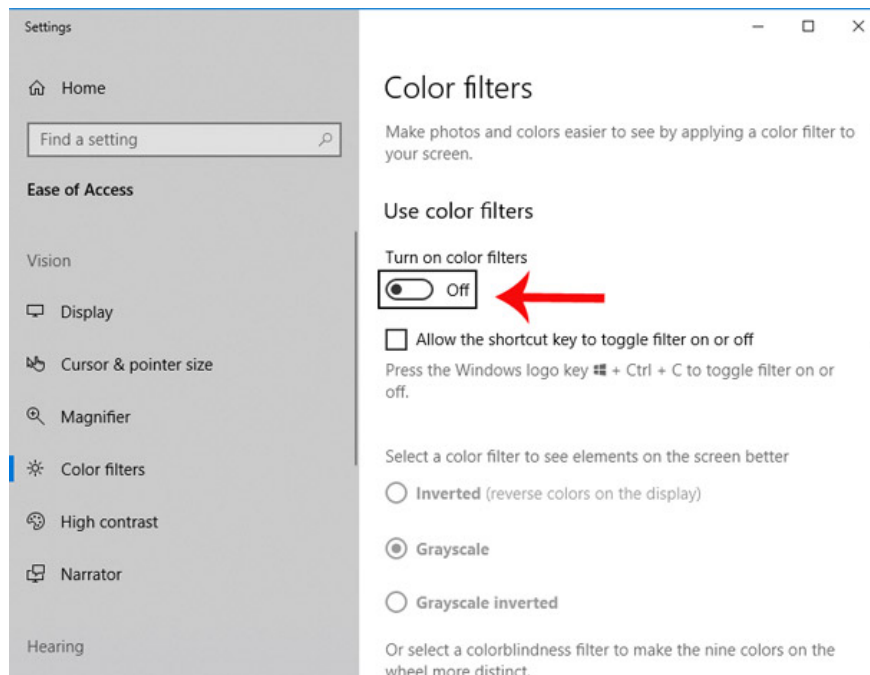 Settings
Home
Find a setting
Ease of Access
Vision
Display
Cursor & pointer size
Magnifier
Color filters
High contrast
Narrator
Hearing
Color filters
Make photos and colors easier to see by applying a color filter to
your screen.
Use color filters
Turn on color filters
Off
Allow the shortcut key to toggle filter on or off
Press the Windows logo key + Ctrl + C to toggle filter on or
off.
Select a color filter to see elements on the screen better
Inverted (reverse colors on the display)
Grayscale
Grayscale inverted
Or select a colorblindness filter to make the nine colors on the
wheel more distinct.